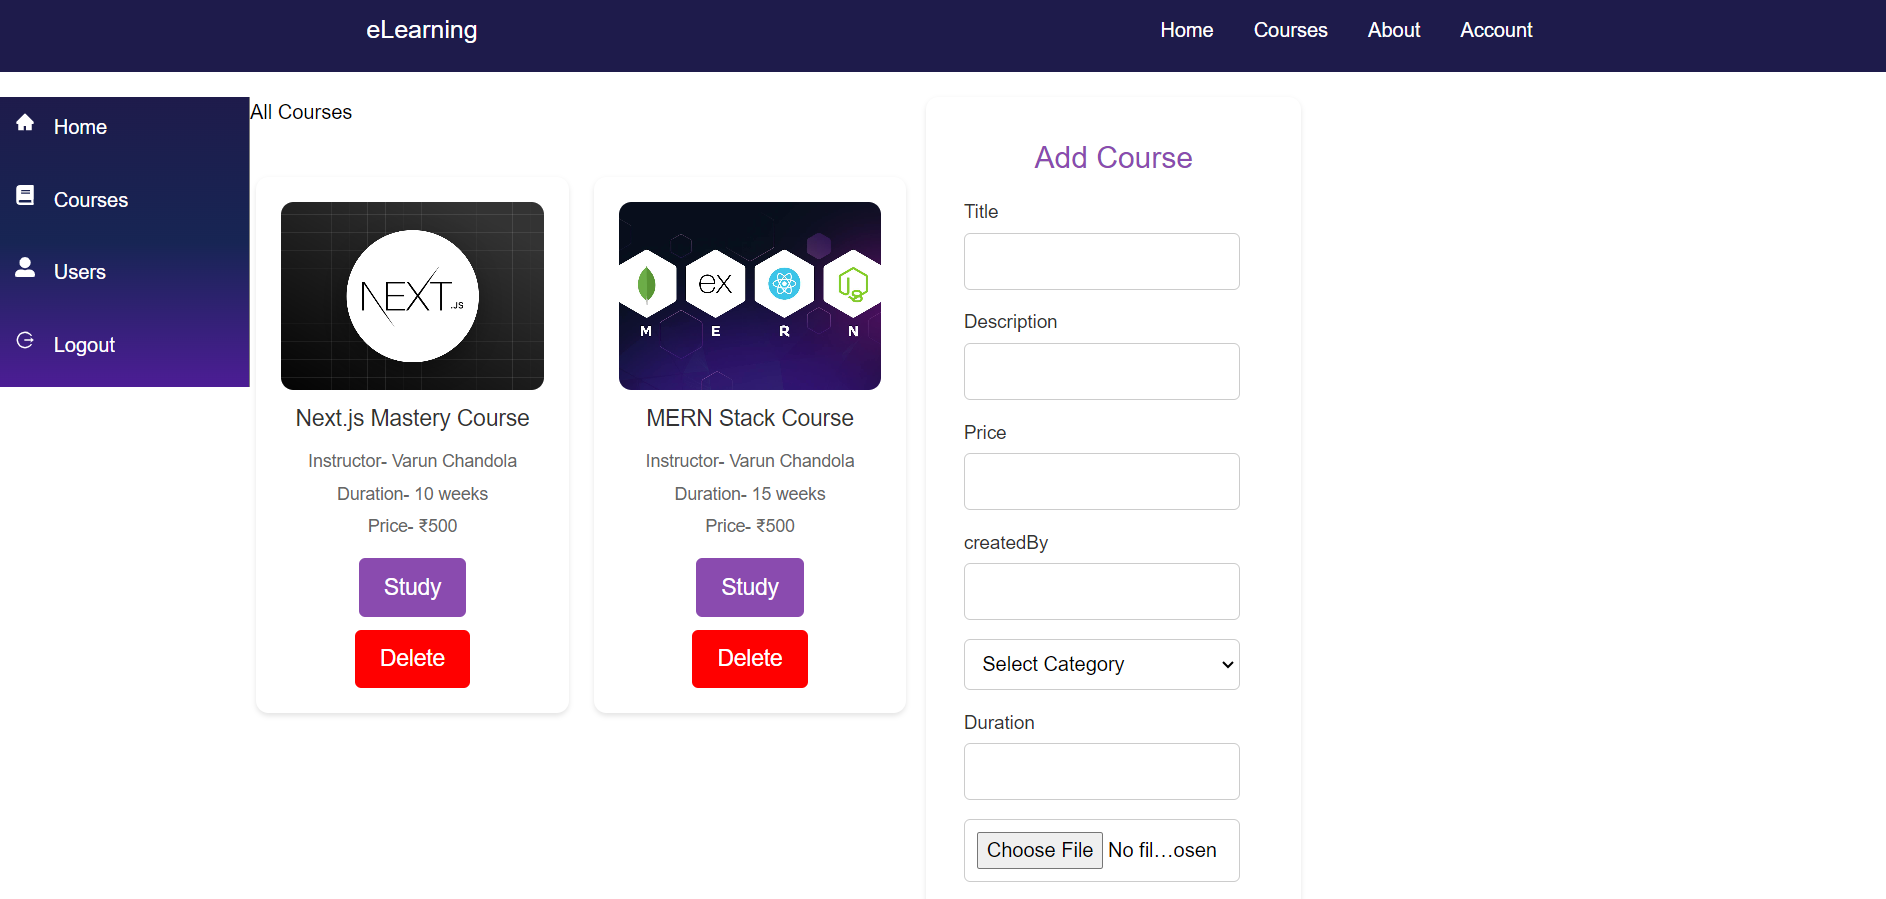 eLearning
Home Courses About Account
Home
Courses
Users
Logout
All Courses
NEXT.JS
Next.js Mastery Course
Instructor- Varun Chandola
Duration- 10 weeks
Price- ₹500
Study
Delete
ex JS
M E R N
MERN Stack Course
Instructor- Varun Chandola
Duration- 15 weeks
Price- ₹500
Study
Delete
Add Course
Title
Description
Price
createdBy
Select Category
Duration
Choose File No fil…osen